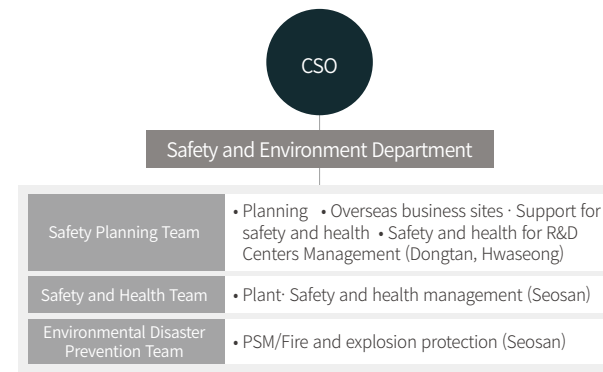 CSO
Safety and Environment Department
Safety Planning Team
• Planning • Overseas business sites · Support for
safety and health • Safety and health for R&D
Centers Management (Dongtan, Hwaseong)
Safety and Health Team
• Plant· Safety and health management (Seosan)
Environmental Disaster
Prevention Team
• PSM/Fire and explosion protection (Seosan)